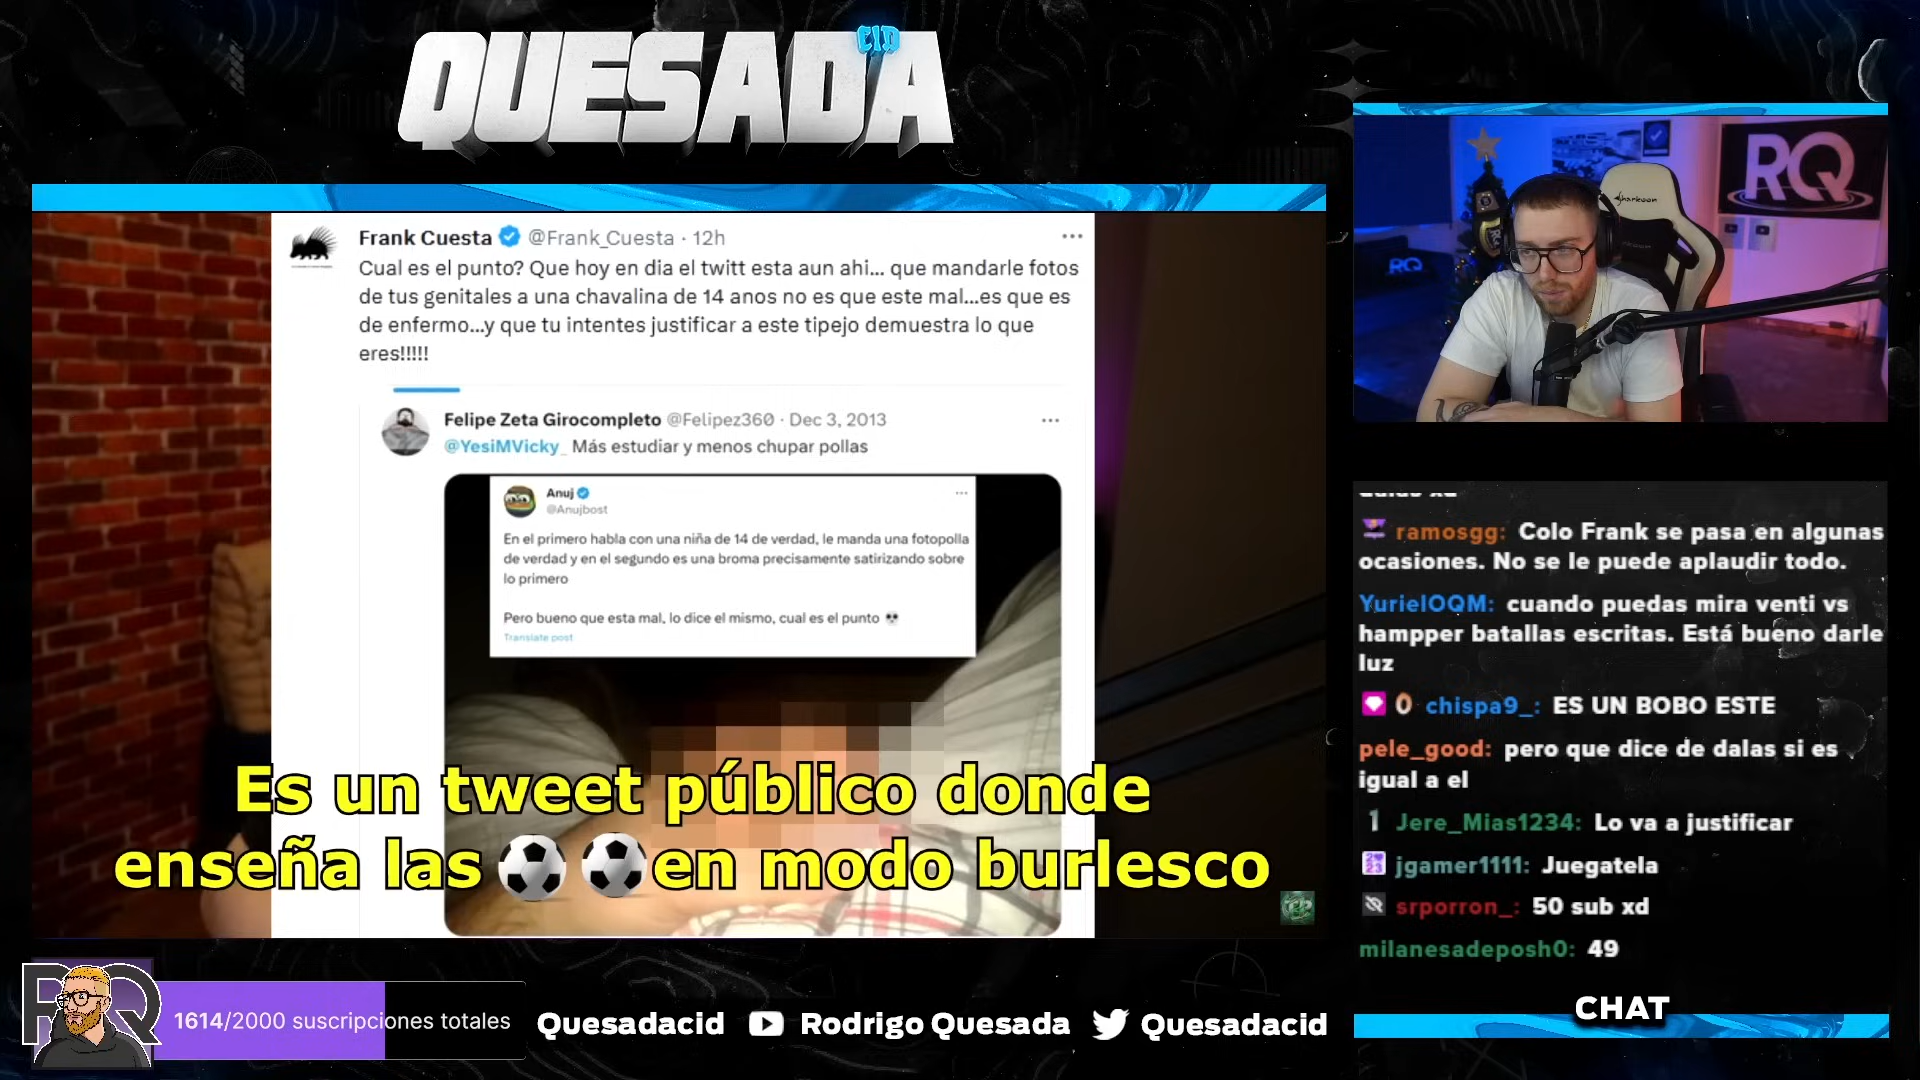 QUESADA
CID
Frank Cuesta @Frank_Cuesta · 12h
Cual es el punto? Que hoy en dia el twitt esta aun ahi... que mandarle fotos
de tus genitales a una chavalina de 14 anos no es que este mal...es que es
de enfermo...y que tu intentes justificar a este tipejo demuestra lo que
eres!!!!!
Felipe Zeta Girocompleto @Felipez360 · Dec 3, 2013
@YesiMVicky_ Más estudiar y menos chupar pollas
Anuj
@Anujbost
En el primero habla con una niña de 14 de verdad, le manda una fotopolla
de verdad y en el segundo es una broma precisamente satirizando sobre
lo primero
Pero bueno que esta mal, lo dice el mismo, cual es el punto 💀
Translate post
Es un tweet público donde
enseña las ⚽ ⚽ en modo burlesco
RQ
RQ
Sharkoon
ramosgg: Colo Frank se pasa en algunas
ocasiones. No se le puede aplaudir todo.
YurielOQM: cuando puedas mira venti vs
hampper batallas escritas. Está bueno darle
luz
0 chispa9_: ES UN BOBO ESTE
pele_good: pero que dice de dalas si es
igual a el
1 Jere_Mias1234: Lo va a justificar
jgamer1111: Juegatela
srporron_: 50 sub xd
milanesadeposh0: 49
CHAT
RQ
1614/2000 suscripciones totales
Quesadacid
Rodrigo Quesada
Quesadacid